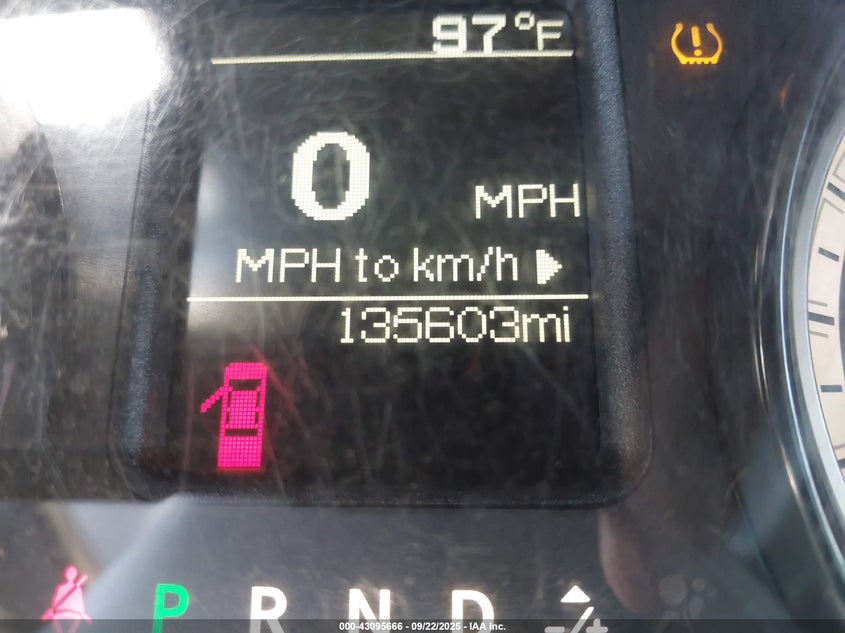 97°F
0 MPH
MPH to km/h
135603mi
P R N D -/+
000-43095666 - 09/22/2025 - IAA Inc.